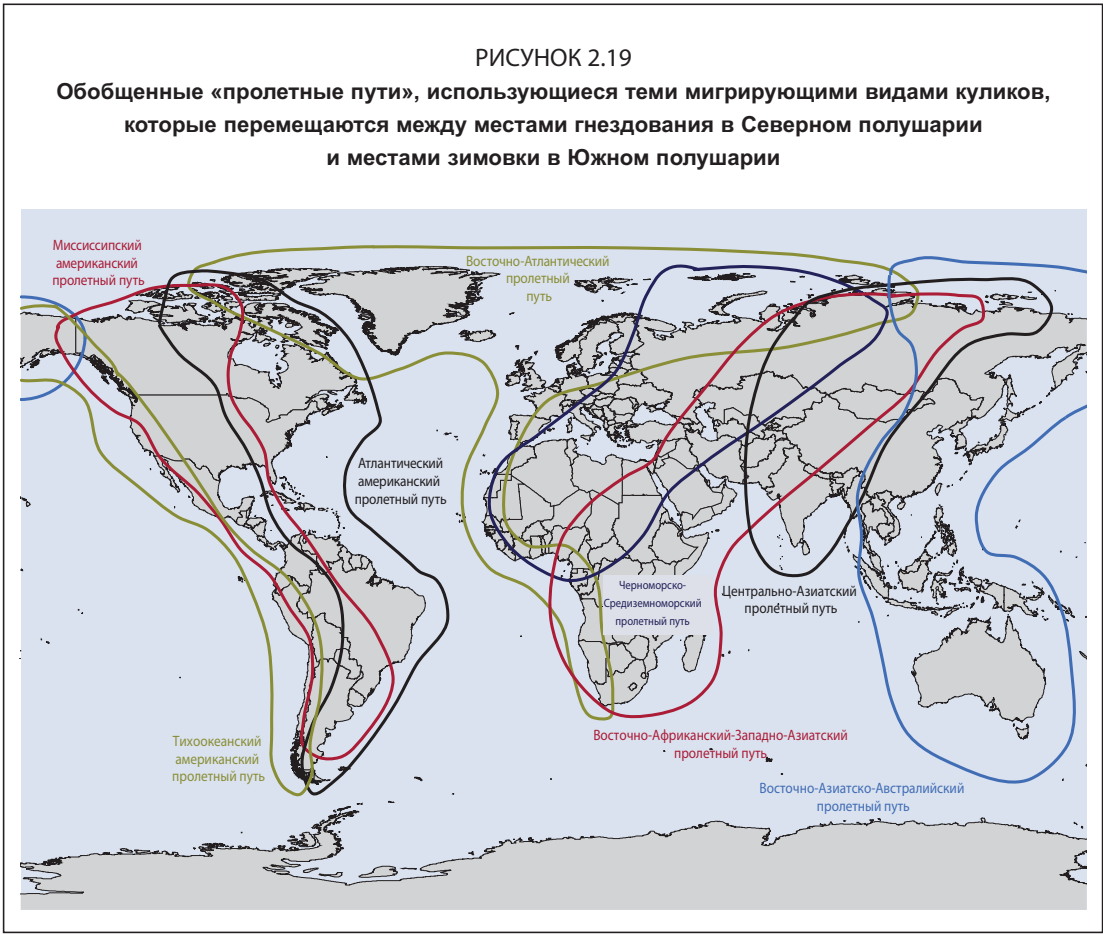 РИСУНОК 2.19
Обобщенные «пролетные пути», использующиеся теми мигрирующими видами куликов,
которые перемещаются между местами гнездования в Северном полушарии
и местами зимовки в Южном полушарии
Миссисипский
американский
пролетный путь
Восточно-Атлантический
пролетный
путь
Атлантический
американский
пролетный путь
Черноморско-
Средиземноморский
пролетный путь
Центрально-Азиатский
пролетный путь
Тихоокеанский
американский
пролетный путь
Восточно-Африканский-Западно-Азиатский
пролетный путь
Восточно-Азиатско-Австралийский
пролетный путь